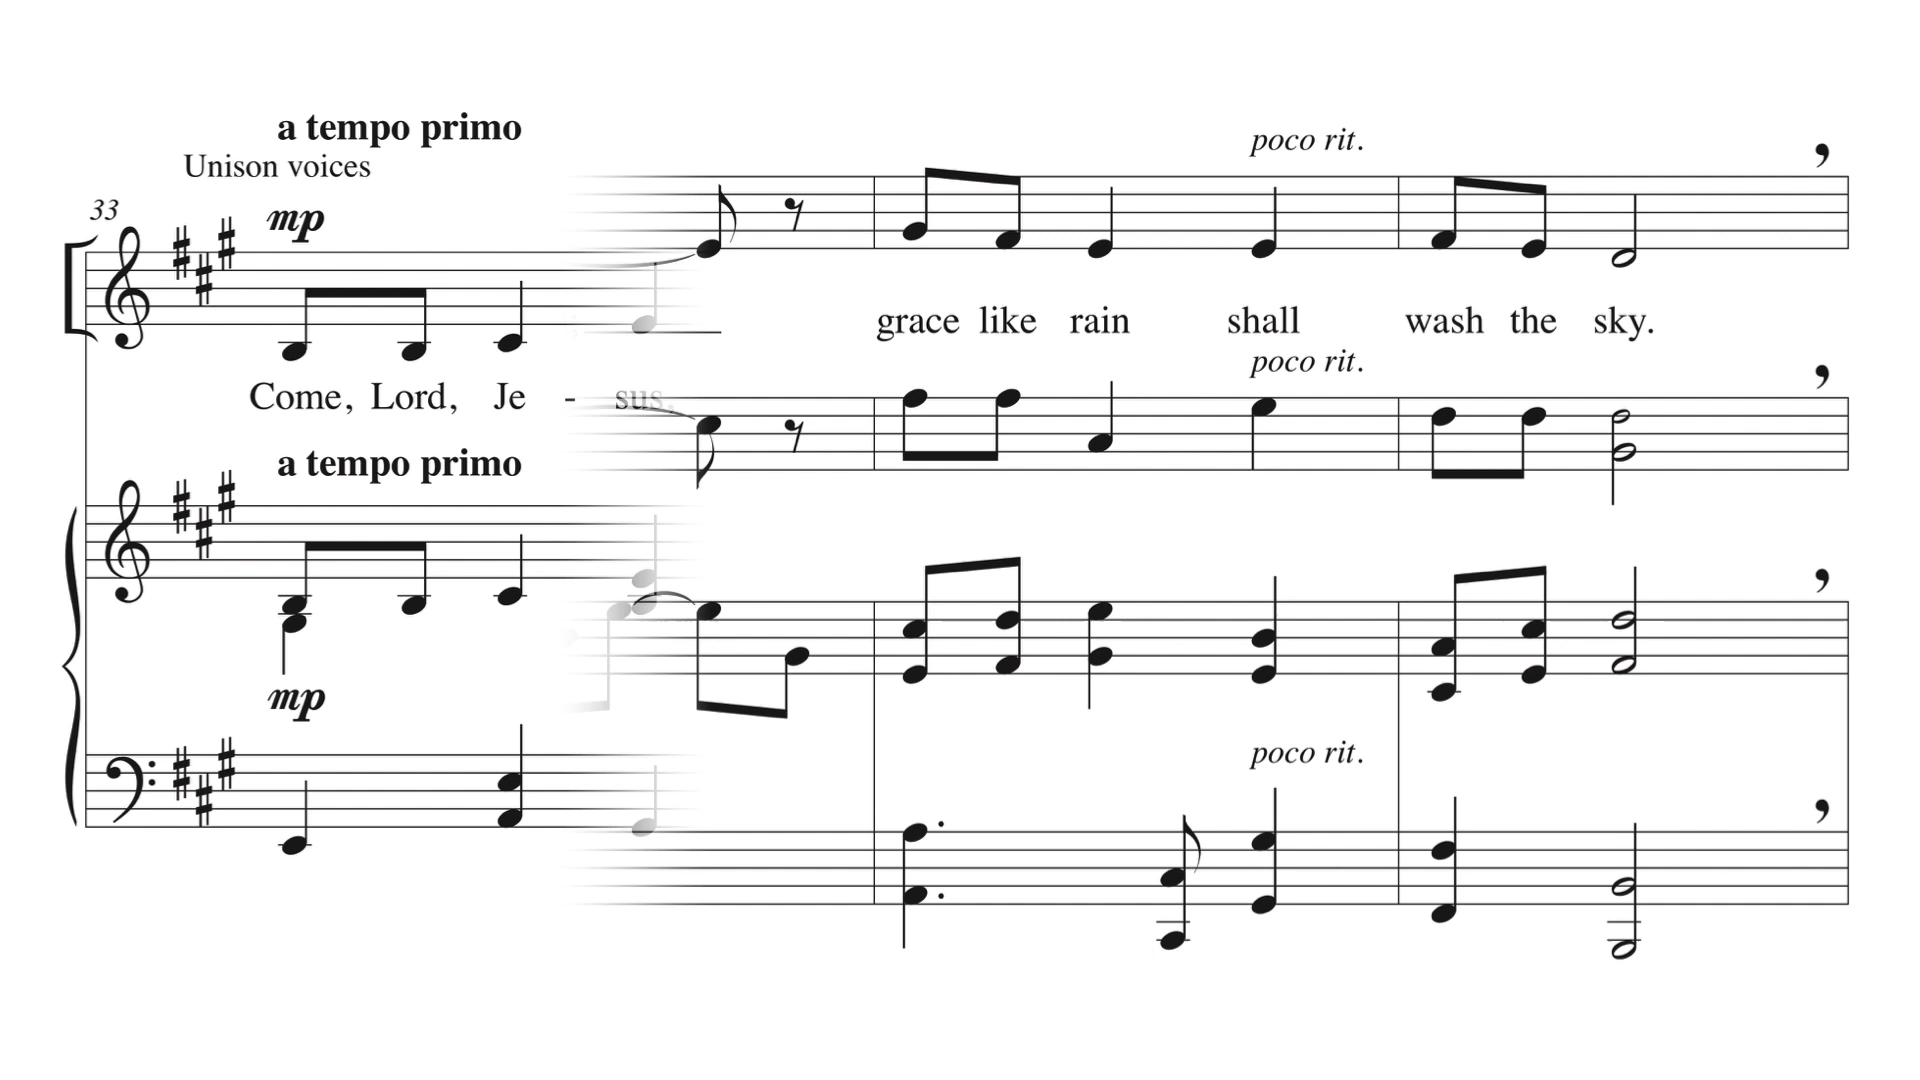 a tempo primo
Unison voices
poco rit.
33
mp
grace like rain shall wash the sky.
poco rit.
Come, Lord, Je - sus.
a tempo primo
mp
poco rit.